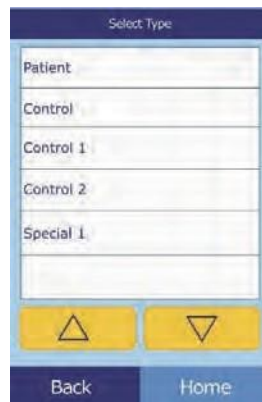 Select Type
Patient
Control
Control 1
Control 2
Special 1
Back Home